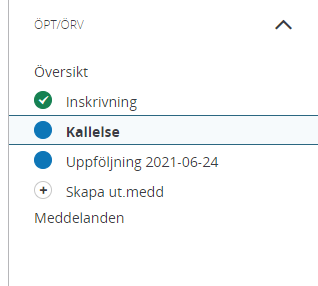 ÖPT/ÖRV
Översikt
Inskrivning
Kallelse
Uppföljning 2021-06-24
Skapa ut.medd
Meddelanden